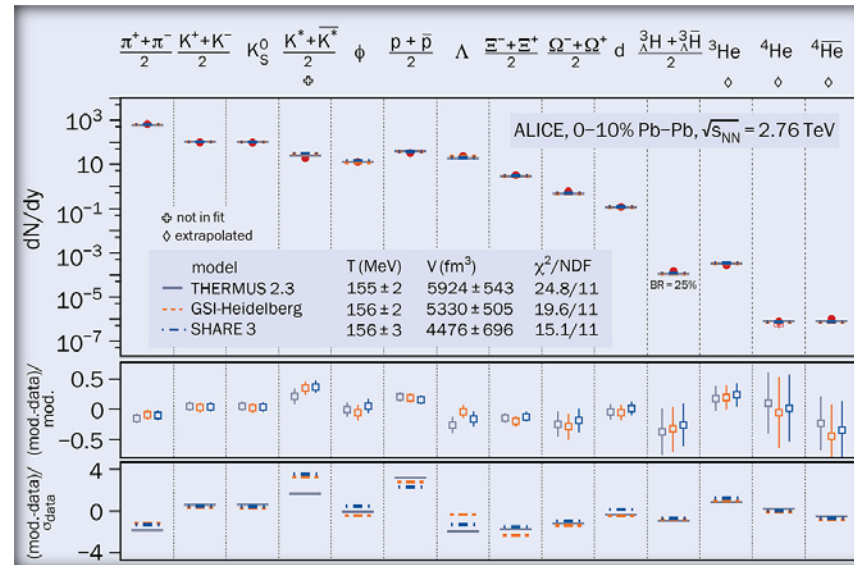 π⁺+π⁻/2 K⁺+K⁻/2 K⁰S K*+K̅*/2 ϕ p+p̄/2 Λ Ξ⁻+Ξ⁺/2 Ω⁻+Ω⁺/2 d ³ΛH+³ΛH̅/2 ³He ⁴He ⁴H̅e̅
ALICE, 0–10% Pb–Pb, √sNN = 2.76 TeV
dN/dy
10³
10
10⁻¹
10⁻³
10⁻⁵
10⁻⁷
not in fit
◊ extrapolated
BR = 25%
model T (MeV) V (fm³) χ²/NDF
THERMUS 2.3 155 ± 2 5924 ± 543 24.8/11
GSI-Heidelberg 156 ± 2 5330 ± 505 19.6/11
SHARE 3 156 ± 3 4476 ± 696 15.1/11
(mod.-data)/
mod.
0.5
0
−0.5
(mod-data)/
σdata
4
0
−4